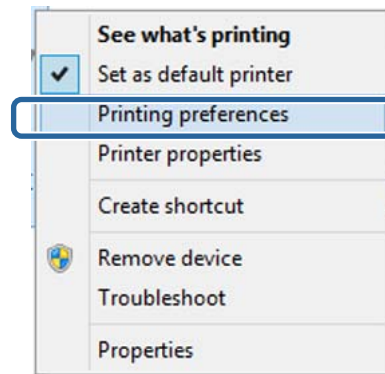 See what's printing
Set as default printer
Printing preferences
Printer properties
Create shortcut
Remove device
Troubleshoot
Properties